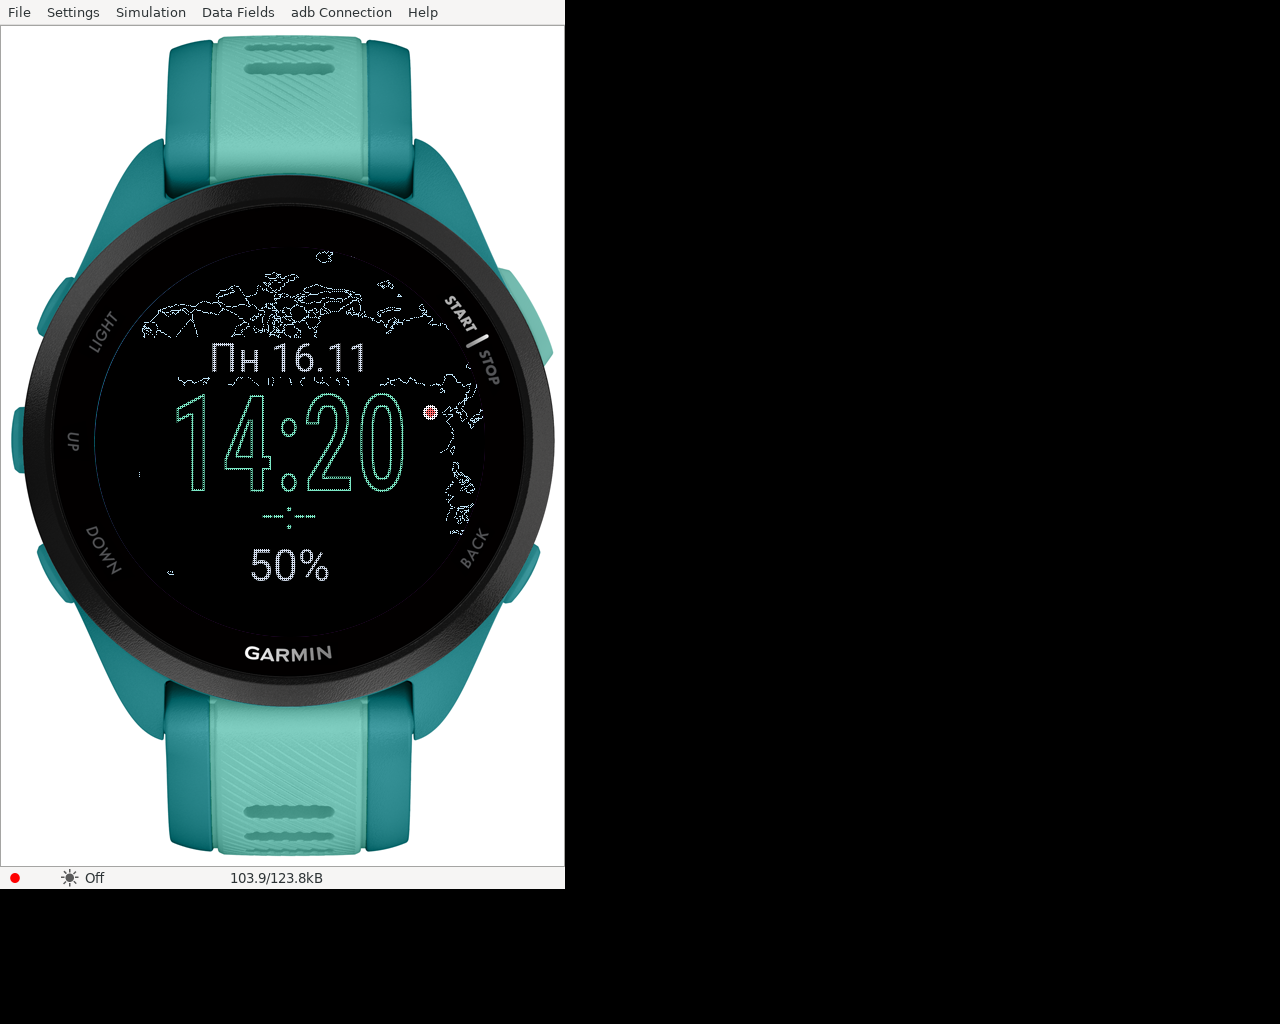 File Settings Simulation Data Fields adb Connection Help
START
STOP
LIGHT
Пн 16.11
14:20
UP
--:--
50%
DOWN
BACK
GARMIN
Off 103.9/123.8kB